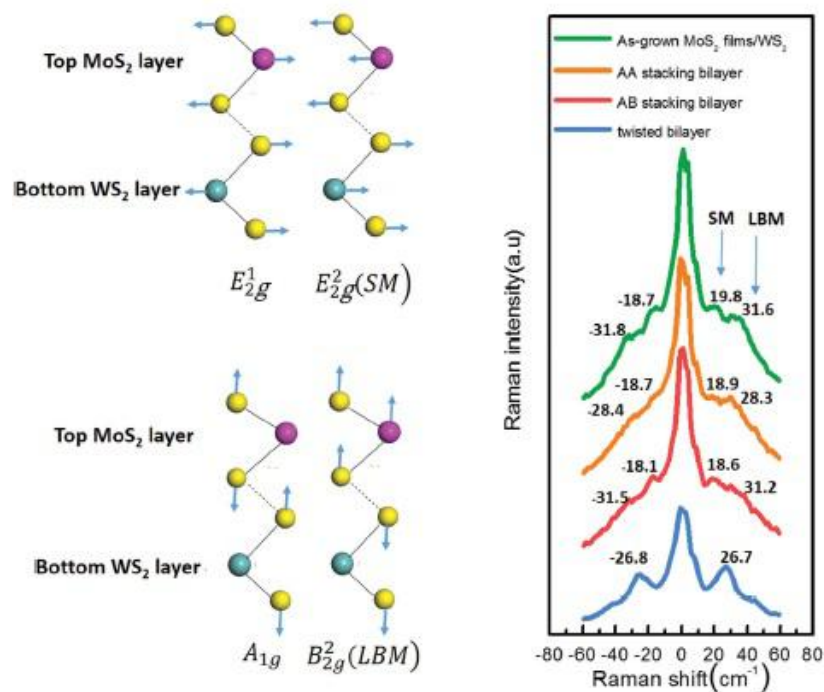 Top MoS₂ layer
Bottom WS₂ layer
E¹₂g
E²₂g(SM)
Top MoS₂ layer
Bottom WS₂ layer
A₁g
B²₂g(LBM)
As-grown MoS₂ films/WS₂
AA stacking bilayer
AB stacking bilayer
twisted bilayer
SM LBM
-18.7 19.8 31.6
-31.8
-18.7 18.9 28.3
-28.4
-18.1 18.6 31.2
-31.5
-26.8 26.7
Raman intensity(a.u)
-80 -60 -40 -20 0 20 40 60 80
Raman shift(cm⁻¹)